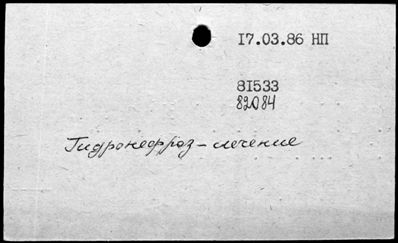 17.03.86 НП
81533
82084
Гидронефроз – лечение